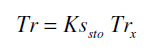 Tr = Ks_sto Tr_x